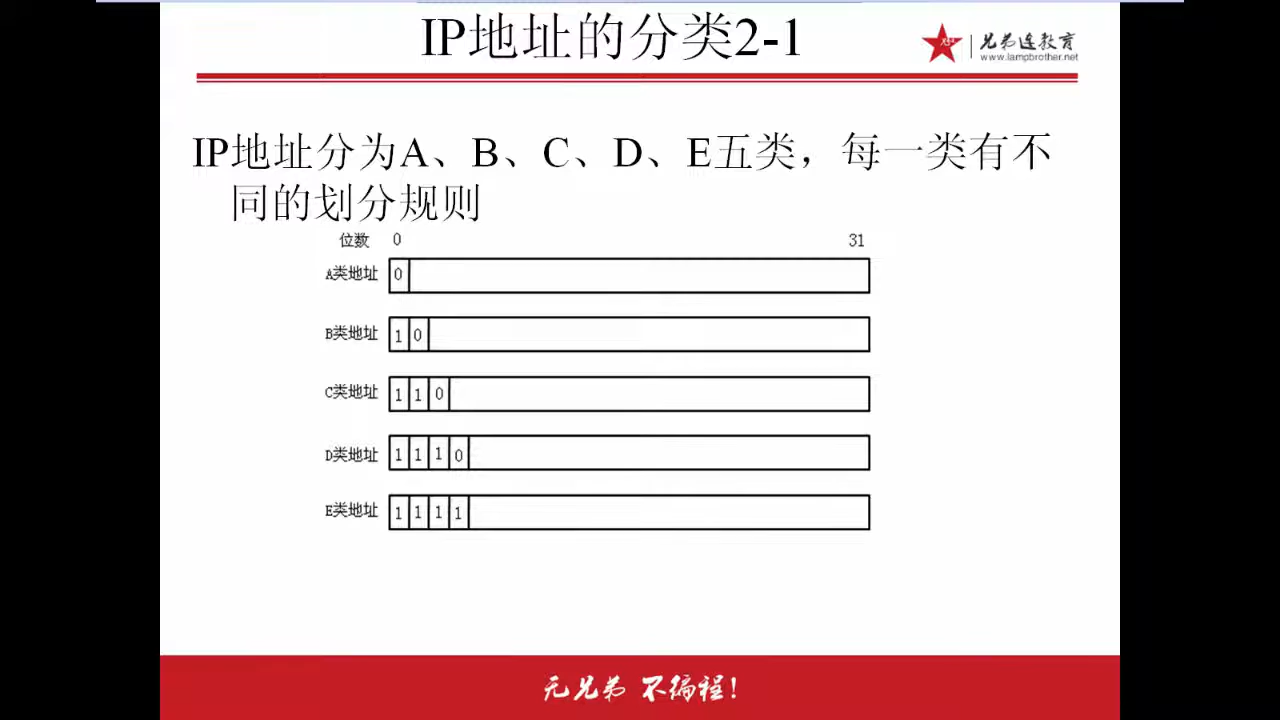 IP地址的分类2-1
兄弟连教育
www.lampbrother.net
IP地址分为A、B、C、D、E五类，每一类有不
同的划分规则
位数 0 31
A类地址 0
B类地址 1 0
C类地址 1 1 0
D类地址 1 1 1 0
E类地址 1 1 1 1
无兄弟 不编程!